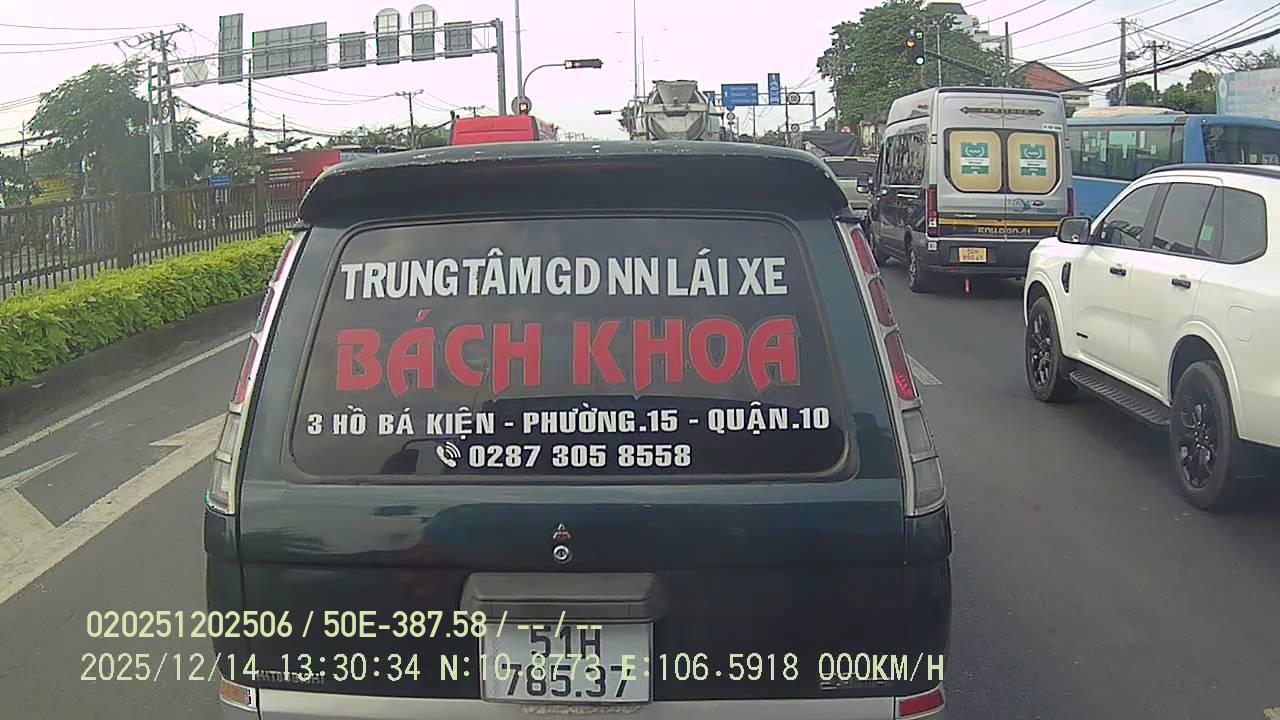 TRUNG TÂM GD NN LÁI XE
BÁCH KHOA
3 HỒ BÁ KIỆN - PHƯỜNG.15 - QUẬN.10
0287 305 8558
020251202506 / 50E-387.58 / -- / --
51H
785.37
2025/12/14 13:30:34 N:10.8773 E:106.5918 000KM/H